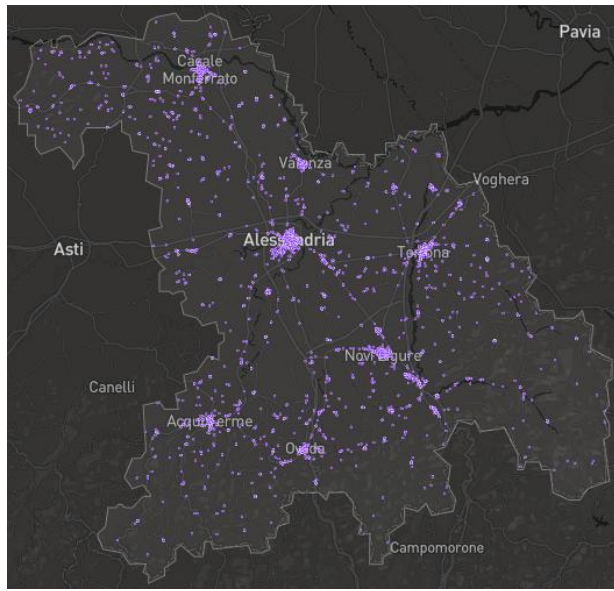 Pavia
Casale
Monferrato
Valenza
Voghera
Alessandria
Asti
Tortona
Novi Ligure
Canelli
Acqui Terme
Ovada
Campomorone